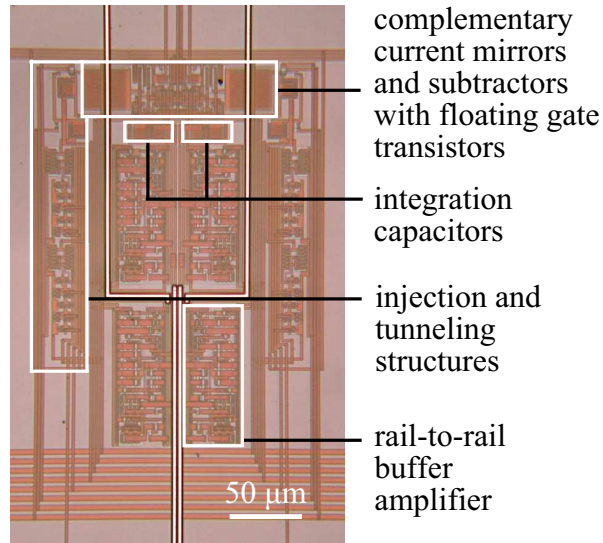 complementary
current mirrors
and subtractors
with floating gate
transistors
integration
capacitors
injection and
tunneling
structures
rail-to-rail
buffer
amplifier
50 μm